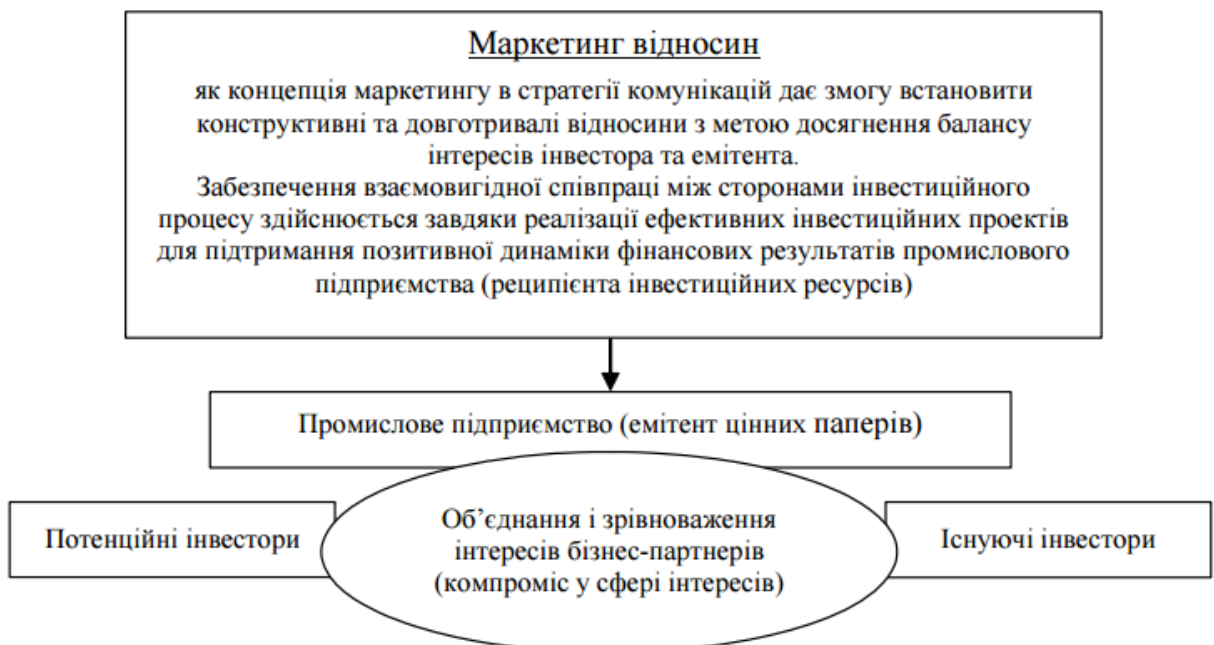 Маркетинг відносин
як концепція маркетингу в стратегії комунікацій дає змогу встановити
конструктивні та довготривалі відносини з метою досягнення балансу
інтересів інвестора та емітента.
Забезпечення взаємовигідної співпраці між сторонами інвестиційного
процесу здійснюється завдяки реалізації ефективних інвестиційних проектів
для підтримання позитивної динаміки фінансових результатів промислового
підприємства (реципієнта інвестиційних ресурсів)
Промислове підприємство (емітент цінних паперів)
Потенційні інвестори
Об’єднання і зрівноваження
інтересів бізнес-партнерів
(компроміс у сфері інтересів)
Існуючі інвестори